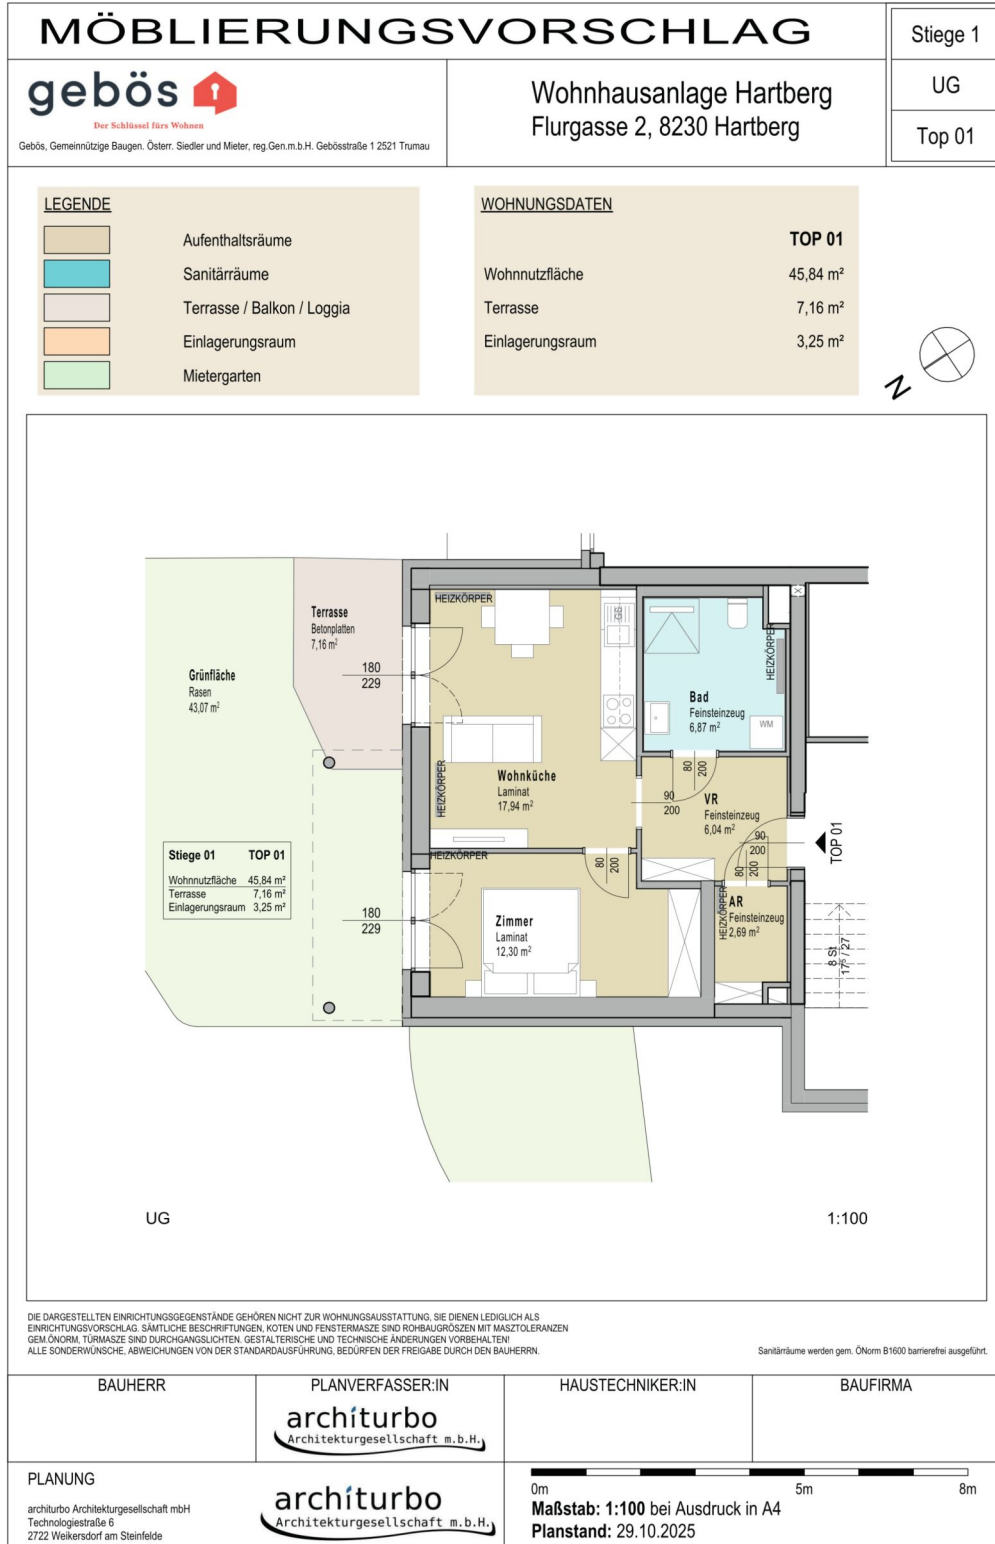 MÖBLIERUNGSVORSCHLAG
Stiege 1
UG
Top 01
gebös
Der Schlüssel fürs Wohnen
Gebös, Gemeinnützige Baugen. Österr. Siedler und Mieter, reg.Gen.m.b.H. Gebösstraße 1 2521 Trumau
Wohnhausanlage Hartberg
Flurgasse 2, 8230 Hartberg
LEGENDE
Aufenthaltsräume
Sanitärräume
Terrasse / Balkon / Loggia
Einlagerungsraum
Mietergarten
WOHNUNGSDATEN
TOP 01
Wohnnutzfläche 45,84 m²
Terrasse 7,16 m²
Einlagerungsraum 3,25 m²
N
HEIZKÖRPER
GS
X
Terrasse
Betonplatten
7,16 m²
180
229
Grünfläche
Rasen
43,07 m²
HEIZKÖRPER
Bad
Feinsteinzeug
6,87 m²
WM
HEIZKÖRPER
Wohnküche
Laminat
17,94 m²
80
200
90
200
VR
Feinsteinzeug
6,04 m²
90
200
TOP 01
HEIZKÖRPER
80
200
80
200
Stiege 01 TOP 01
Wohnnutzfläche 45,84 m²
Terrasse 7,16 m²
Einlagerungsraum 3,25 m²
180
229
Zimmer
Laminat
12,30 m²
HEIZKÖRPER
AR
Feinsteinzeug
2,69 m²
8 St
17⁵ / 27
UG
1:100
DIE DARGESTELLTEN EINRICHTUNGSGEGENSTÄNDE GEHÖREN NICHT ZUR WOHNUNGSAUSSTATTUNG, SIE DIENEN LEDIGLICH ALS
EINRICHTUNGSVORSCHLAG. SÄMTLICHE BESCHRIFTUNGEN, KOTEN UND FENSTERMASZE SIND ROHBAUGRÖSZEN MIT MASZTOLERANZEN
GEM.ÖNORM, TÜRMASZE SIND DURCHGANGSLICHTEN. GESTALTERISCHE UND TECHNISCHE ÄNDERUNGEN VORBEHALTEN!
ALLE SONDERWÜNSCHE, ABWEICHUNGEN VON DER STANDARDAUSFÜHRUNG, BEDÜRFEN DER FREIGABE DURCH DEN BAUHERRN.
Sanitärräume werden gem. ÖNorm B1600 barrierefrei ausgeführt.
BAUHERR
PLANVERFASSER:IN
HAUSTECHNIKER:IN
BAUFIRMA
architurbo
Architekturgesellschaft m.b.H.
PLANUNG
architurbo Architekturgesellschaft mbH
Technologiestraße 6
2722 Weikersdorf am Steinfelde
architurbo
Architekturgesellschaft m.b.H.
0m 5m 8m
Maßstab: 1:100 bei Ausdruck in A4
Planstand: 29.10.2025